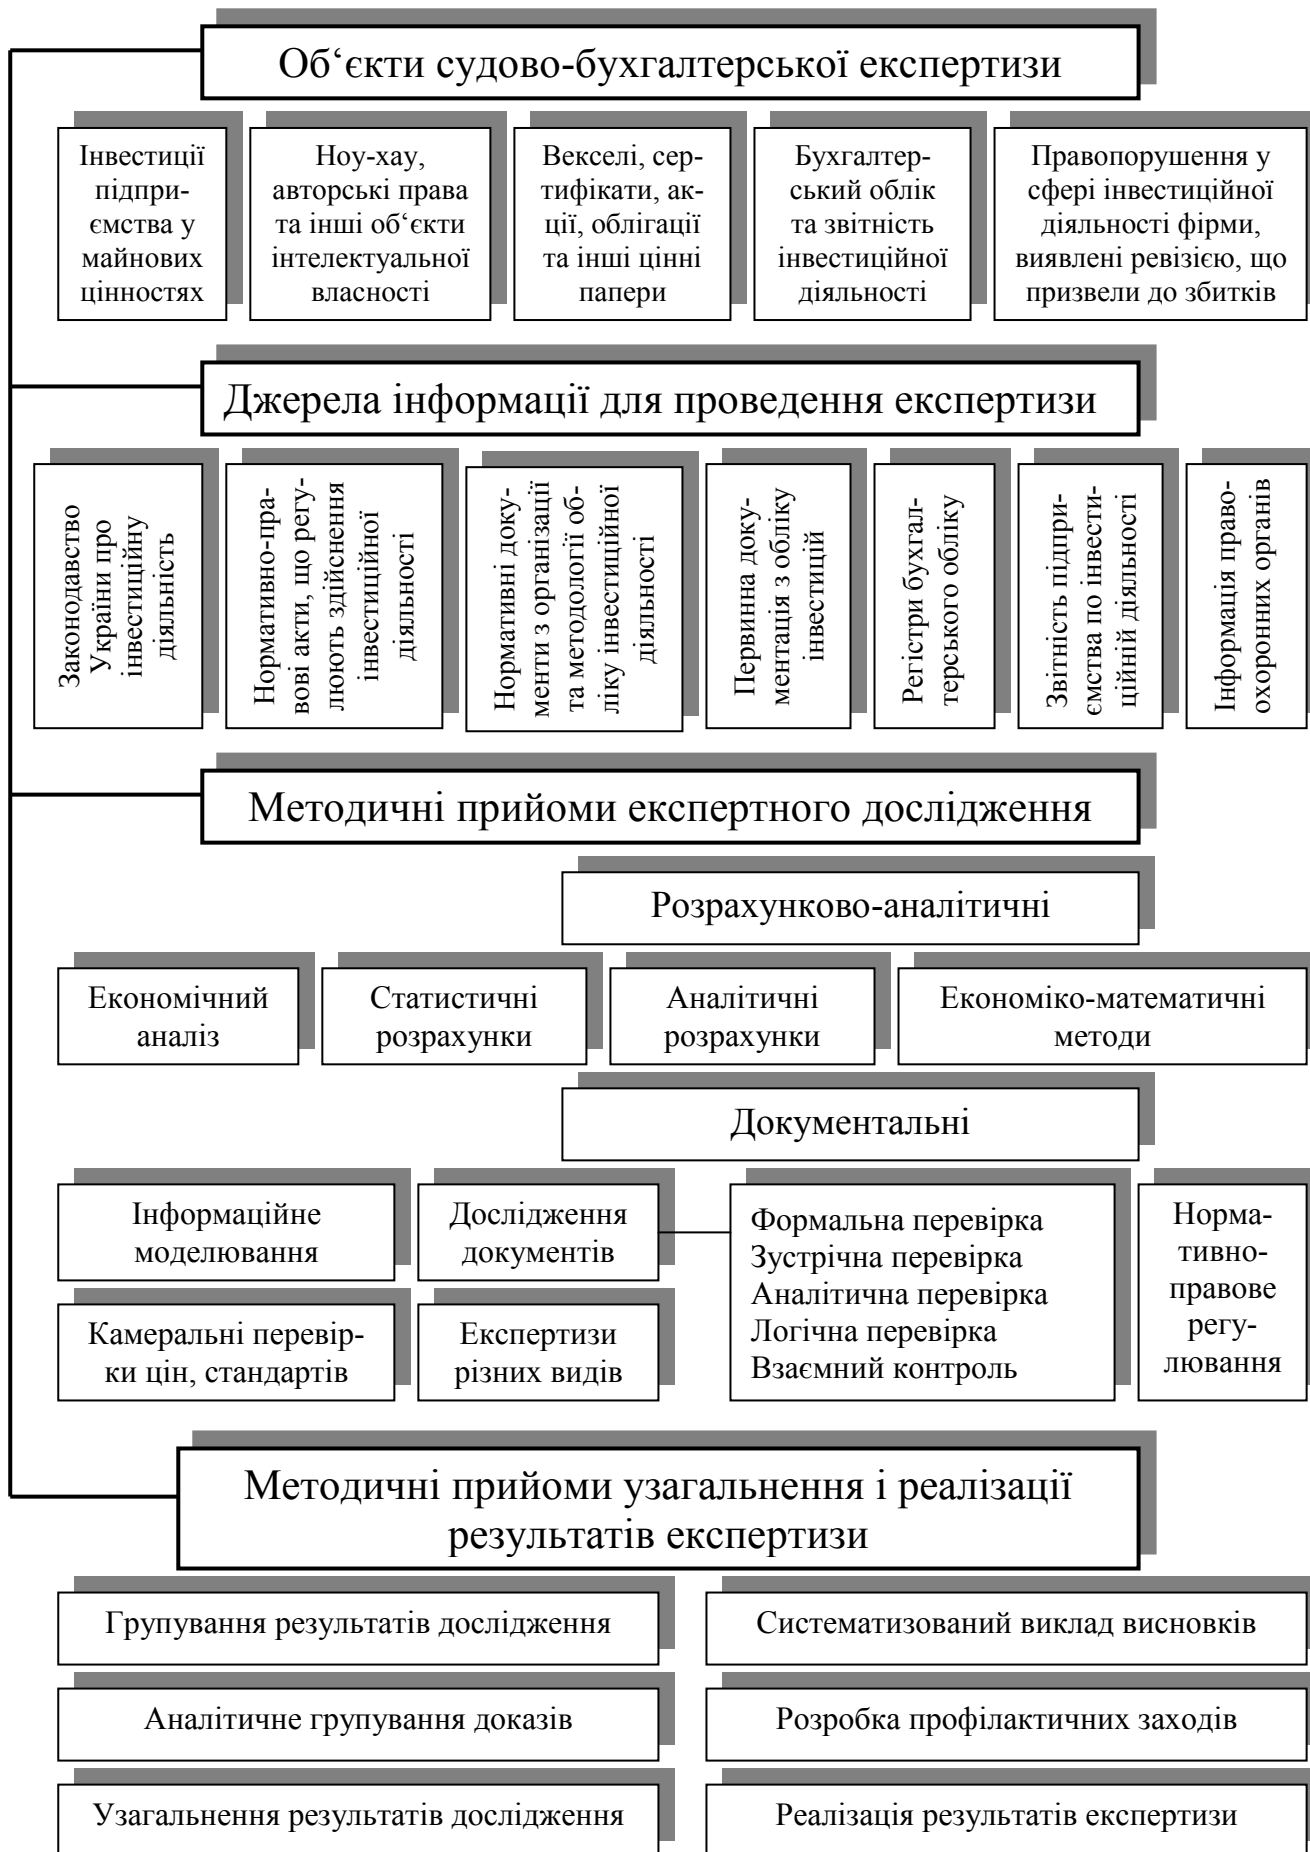 Об‘єкти судово-бухгалтерської експертизи
Інвестиції
підпри-
ємства у
майнових
цінностях
Ноу-хау,
авторські права
та інші об‘єкти
інтелектуальної
власності
Векселі, сер-
тифікати, ак-
ції, облігації
та інші цінні
папери
Бухгалтер-
ський облік
та звітність
інвестиційної
діяльності
Правопорушення у
сфері інвестиційної
діяльності фірми,
виявлені ревізією, що
призвели до збитків
Джерела інформації для проведення експертизи
Законодавство
України про
інвестиційну
діяльність
Нормативно-пра-
вові акти, що регу-
люють здійснення
інвестиційної
діяльності
Нормативні доку-
менти з організації
та методології об-
ліку інвестиційної
діяльності
Первинна доку-
ментація з обліку
інвестицій
Регістри бухгал-
терського обліку
Звітність підпри-
ємства по інвести-
ційній діяльності
Інформація право-
охоронних органів
Методичні прийоми експертного дослідження
Розрахунково-аналітичні
Економічний
аналіз
Статистичні
розрахунки
Аналітичні
розрахунки
Економіко-математичні
методи
Документальні
Інформаційне
моделювання
Дослідження
документів
Формальна перевірка
Зустрічна перевірка
Аналітична перевірка
Логічна перевірка
Взаємний контроль
Норма-
тивно-
правове
регу-
лювання
Камеральні перевір-
ки цін, стандартів
Експертизи
різних видів
Методичні прийоми узагальнення і реалізації
результатів експертизи
Групування результатів дослідження
Систематизований виклад висновків
Аналітичне групування доказів
Розробка профілактичних заходів
Узагальнення результатів дослідження
Реалізація результатів експертизи